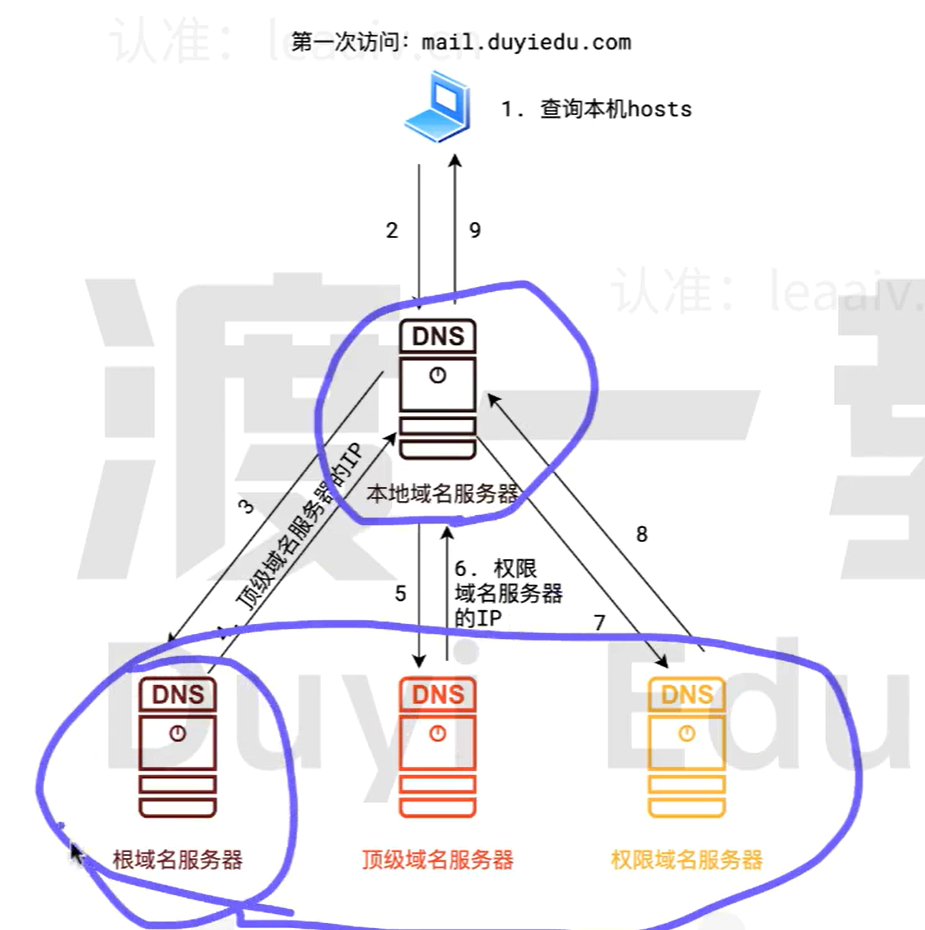 认准：leaaiv.cn
第一次访问：mail.duyiedu.com
1. 查询本机hosts
2
9
认准：leaaiv.
渡一
DNS
本地域名服务器
3
顶级域名服务器的IP
5
6. 权限
域名服务器
的IP
7
8
Duyi Edu
DNS
DNS
DNS
根域名服务器
顶级域名服务器
权限域名服务器